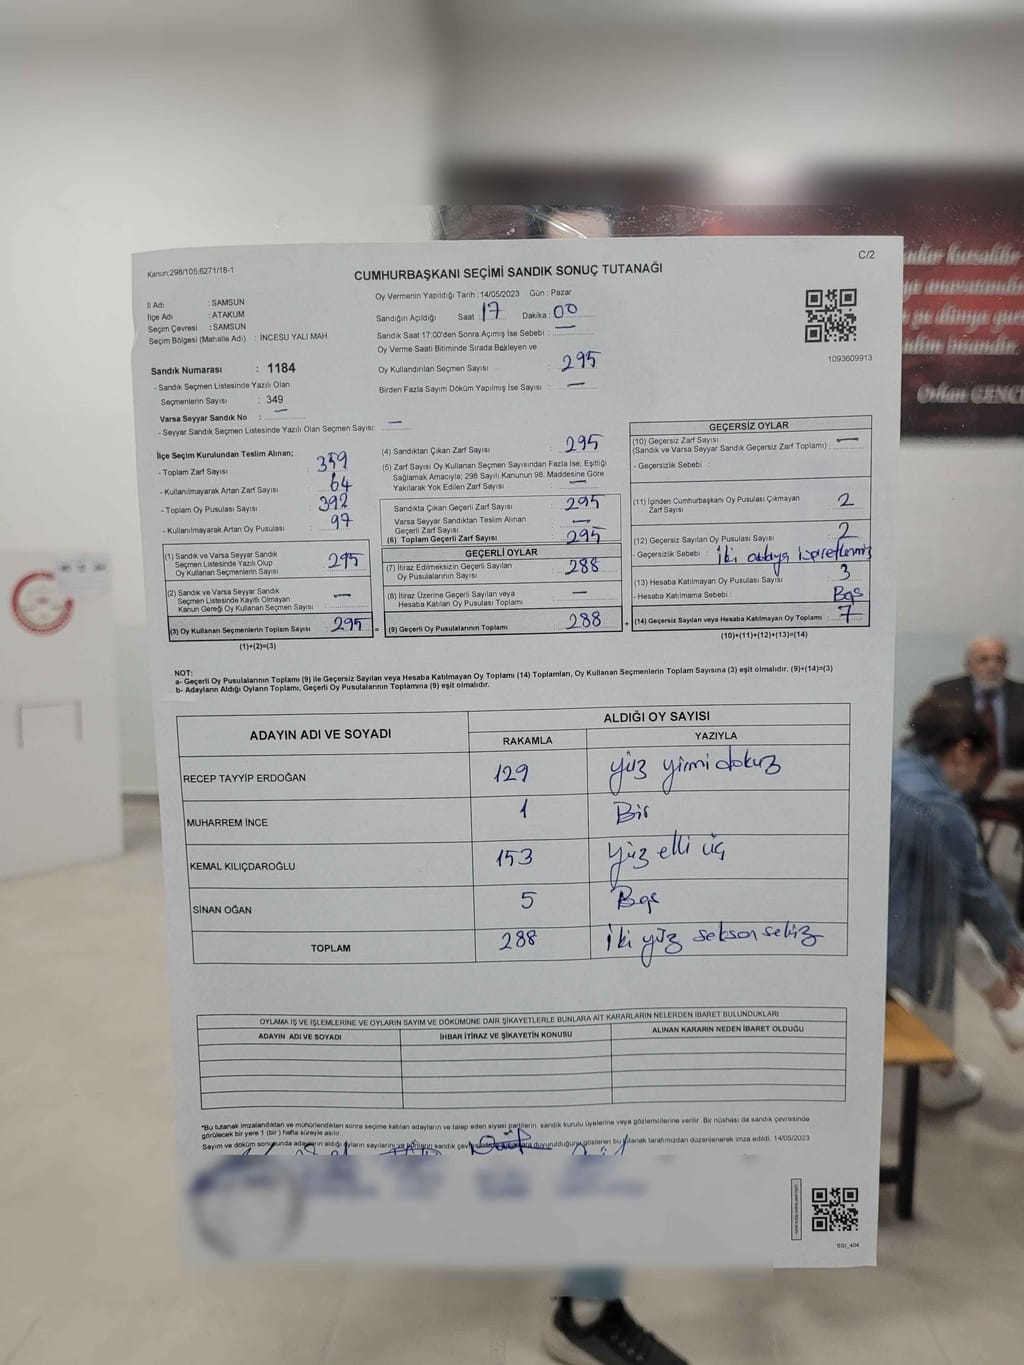 C/2
Kanun:298/105;6271/18-1
CUMHURBAŞKANI SEÇİMİ SANDIK SONUÇ TUTANAĞI
İl Adı : SAMSUN
İlçe Adı : ATAKUM
Seçim Çevresi : SAMSUN
Seçim Bölgesi (Mahalle Adı) : İNCESU YALI MAH
Sandık Numarası : 1184
- Sandık Seçmen Listesinde Yazılı Olan
Seçmenlerin Sayısı : 349
Varsa Seyyar Sandık No : —
- Seyyar Sandık Seçmen Listesinde Yazılı Olan Seçmen Sayısı: —
Oy Vermenin Yapıldığı Tarih : 14/05/2023 Gün : Pazar
Sandığın Açıldığı Saat : 17 Dakika : 00
Sandık Saat 17:00'den Sonra Açılmış İse Sebebi : —
Oy Verme Saati Bitiminde Sırada Bekleyen ve
Oy Kullandırılan Seçmen Sayısı : 295
Birden Fazla Sayım Döküm Yapılmış İse Sayısı : —
1093609913
İlçe Seçim Kurulundan Teslim Alınan;
- Toplam Zarf Sayısı : 359
- Kullanılmayarak Artan Zarf Sayısı : 64
- Toplam Oy Pusulası Sayısı : 392
- Kullanılmayarak Artan Oy Pusulası : 97
(1) Sandık ve Varsa Seyyar Sandık
Seçmen Listesinde Yazılı Olup
Oy Kullanan Seçmenlerin Sayısı : 295
(2) Sandık ve Varsa Seyyar Sandık
Seçmen Listesinde Kayıtlı Olmayan
Kanun Gereği Oy Kullanan Seçmen Sayısı : —
(3) Oy Kullanan Seçmenlerin Toplam Sayısı : 295
(1)+(2)=(3)
(4) Sandıktan Çıkan Zarf Sayısı : 295
(5) Zarf Sayısı Oy Kullanan Seçmen Sayısından Fazla İse, Eşitliği
Sağlamak Amacıyla; 298 Sayılı Kanunun 98. Maddesine Göre
Yakılarak Yok Edilen Zarf Sayısı : —
Sandıkta Çıkan Geçerli Zarf Sayısı : 295
Varsa Seyyar Sandıktan Teslim Alınan
Geçerli Zarf Sayısı : —
(6) Toplam Geçerli Zarf Sayısı : 295
GEÇERLİ OYLAR
(7) İtiraz Edilmeksizin Geçerli Sayılan
Oy Pusulalarının Sayısı : 288
(8) İtiraz Üzerine Geçerli Sayılan veya
Hesaba Katılan Oy Pusulası Toplamı : —
= (9) Geçerli Oy Pusulalarının Toplamı : 288 +
GEÇERSİZ OYLAR
(10) Geçersiz Zarf Sayısı
(Sandık ve Varsa Seyyar Sandık Geçersiz Zarf Toplamı) : —
- Geçersizlik Sebebi :
(11) İçinden Cumhurbaşkanı Oy Pusulası Çıkmayan
Zarf Sayısı : 2
(12) Geçersiz Sayılan Oy Pusulası Sayısı : 2
- Geçersizlik Sebebi : İki adaya
(13) Hesaba Katılmayan Oy Pusulası Sayısı : 3
- Hesaba Katılmama Sebebi : Boş
(14) Geçersiz Sayılan veya Hesaba Katılmayan Oy Toplamı : 7
(10)+(11)+(12)+(13)=(14)
NOT:
a- Geçerli Oy Pusulalarının Toplamı (9) ile Geçersiz Sayılan veya Hesaba Katılmayan Oy Toplamı (14) Toplamları, Oy Kullanan Seçmenlerin Toplam Sayısına (3) eşit olmalıdır. (9)+(14)=(3)
b- Adayların Aldığı Oyların Toplamı, Geçerli Oy Pusulalarının Toplamına (9) eşit olmalıdır.
ADAYIN ADI VE SOYADI ALDIĞI OY SAYISI
RAKAMLA YAZIYLA
RECEP TAYYİP ERDOĞAN 129 yüz yirmi dokuz
MUHARREM İNCE 1 Bir
KEMAL KILIÇDAROĞLU 153 Yüz elli üç
SİNAN OĞAN 5 Beş
TOPLAM 288 İki yüz seksen sekiz
OYLAMA İŞ VE İŞLEMLERİNE VE OYLARIN SAYIM VE DÖKÜMÜNE DAİR ŞİKAYETLERLE BUNLARA AİT KARARLARIN NELERDEN İBARET BULUNDUKLARI
ADAYIN ADI VE SOYADI İHBAR İTİRAZ VE ŞİKAYETİN KONUSU ALINAN KARARIN NEDEN İBARET OLDUĞU
*Bu tutanak imzalandıktan ve mühürlendikten sonra seçime katılan adayların ve talep eden siyasi partilerin sandık kurulu üyelerine veya gözlemcilerine verilir. Bir nüshası da sandık çevresinde
görülecek bir yere 1 (bir) hafta süreyle asılır.
Sayım ve döküm sonucunda adayların aldığı oyların sayılarını ve bunların sandık duyurulduğunu gösteren bu tutanak tarafımızdan düzenlenerek imza edildi. 14/05/2023
SSİ_404
Orhan GENCE